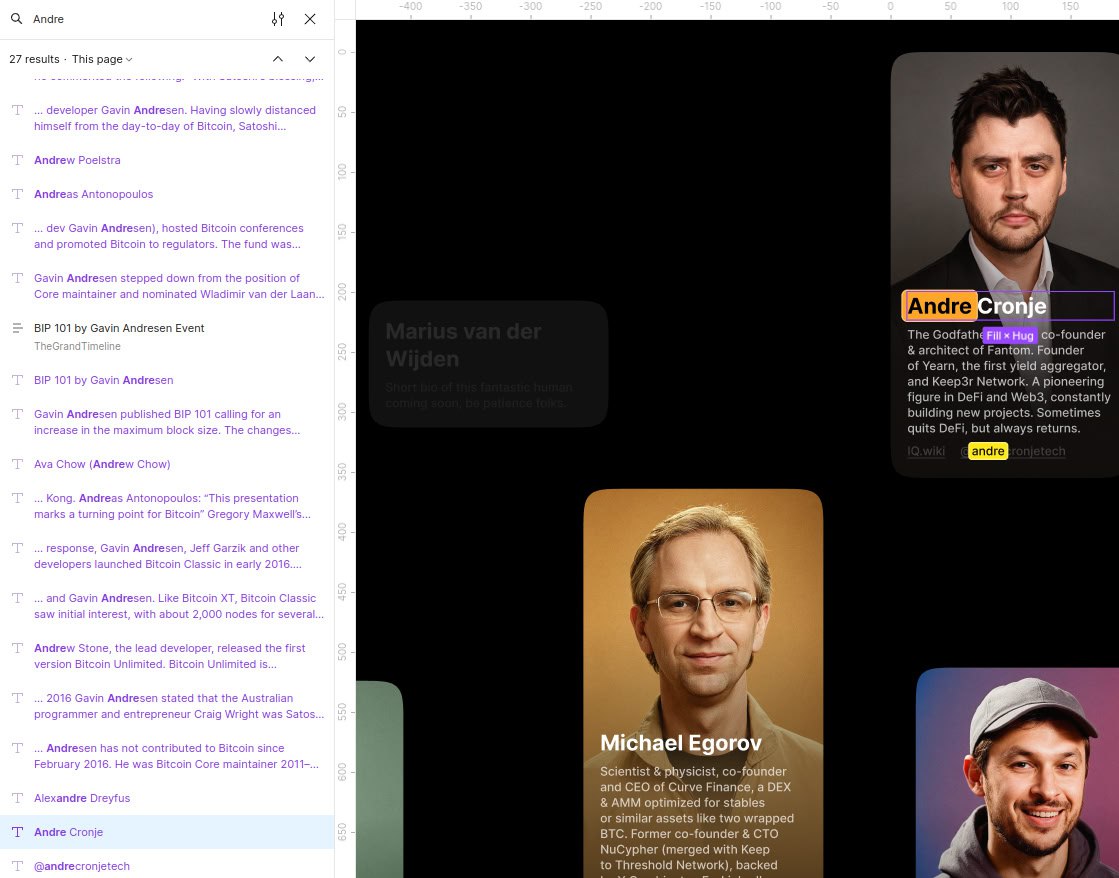 Andre
27 results · This page
he commented the following: "With Satoshi's blessing,...
... developer Gavin Andresen. Having slowly distanced
himself from the day-to-day of Bitcoin, Satoshi...
Andrew Poelstra
Andreas Antonopoulos
... dev Gavin Andresen), hosted Bitcoin conferences
and promoted Bitcoin to regulators. The fund was...
Gavin Andresen stepped down from the position of
Core maintainer and nominated Wladimir van der Laan...
BIP 101 by Gavin Andresen Event
TheGrandTimeline
BIP 101 by Gavin Andresen
Gavin Andresen published BIP 101 calling for an
increase in the maximum block size. The changes...
Ava Chow (Andrew Chow)
... Kong. Andreas Antonopoulos: “This presentation
marks a turning point for Bitcoin” Gregory Maxwell’s...
... response, Gavin Andresen, Jeff Garzik and other
developers launched Bitcoin Classic in early 2016....
... and Gavin Andresen. Like Bitcoin XT, Bitcoin Classic
saw initial interest, with about 2,000 nodes for several...
Andrew Stone, the lead developer, released the first
version Bitcoin Unlimited. Bitcoin Unlimited is...
... 2016 Gavin Andresen stated that the Australian
programmer and entrepreneur Craig Wright was Satos...
... Andresen has not contributed to Bitcoin since
February 2016. He was Bitcoin Core maintainer 2011–...
Alexandre Dreyfus
Andre Cronje
@andrecronjetech
-400 -350 -300 -250 -200 -150 -100 -50 0 50 100 150
0
50
100
150
200
250
300
350
400
450
500
550
600
650
Marius van der
Wijden
Short bio of this fantastic human
coming soon, be patience folks.
Andre Cronje
Fill × Hug
The Godfathe co-founder
& architect of Fantom. Founder
of Yearn, the first yield aggregator,
and Keep3r Network. A pioneering
figure in DeFi and Web3, constantly
building new projects. Sometimes
quits DeFi, but always returns.
IQ.wiki @andrecronjetech
Michael Egorov
Scientist & physicist, co-founder
and CEO of Curve Finance, a DEX
& AMM optimized for stables
or similar assets like two wrapped
BTC. Former co-founder & CTO
NuCypher (merged with Keep
to Threshold Network), backed